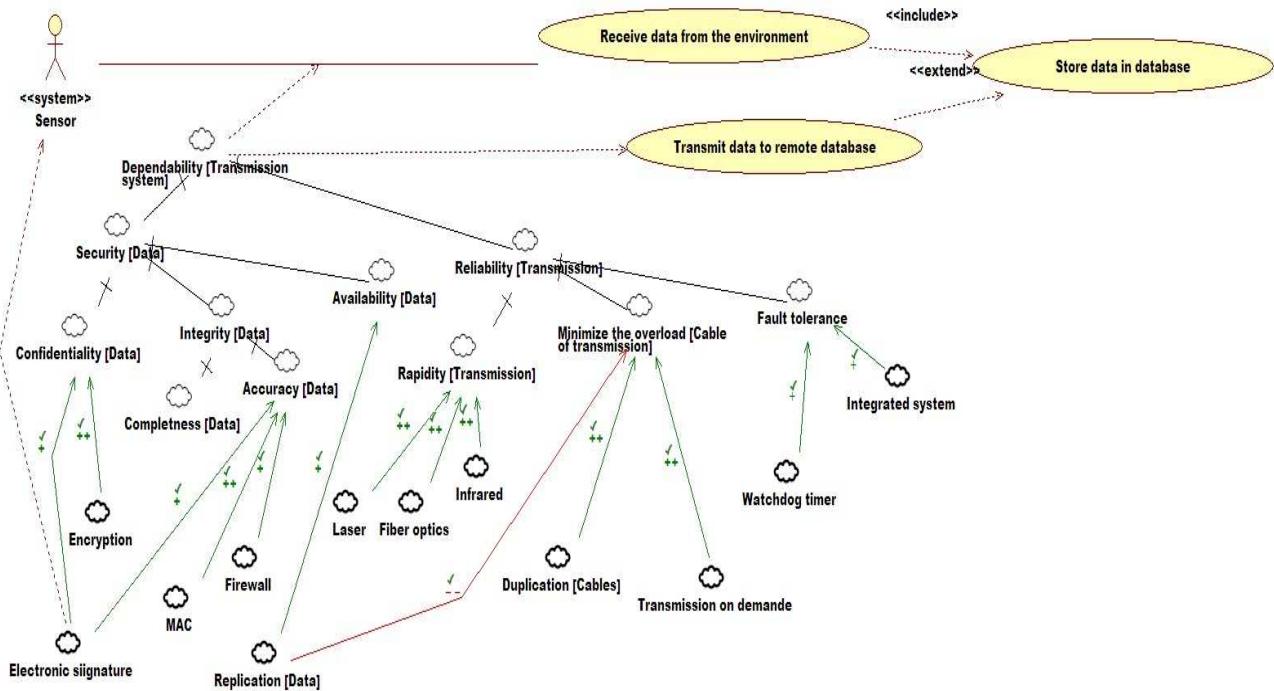 <<include>>
Receive data from the environment
<<extend>>
Store data in database
<<system>>
Sensor
Transmit data to remote database
Dependability [Transmission
system]
Security [Data]
Reliability [Transmission]
Availability [Data]
Integrity [Data]
Fault tolerance
Minimize the overload [Cable
of transmission]
Confidentiality [Data]
Rapidity [Transmission]
Accuracy [Data]
Integrated system
Completness [Data]
+
++
+
++
+
+
++
++
++
++
++
+
+
Infrared
Watchdog timer
Laser
Fiber optics
Encryption
Firewall
Duplication [Cables]
--
Transmission on demande
MAC
Electronic siignature
Replication [Data]